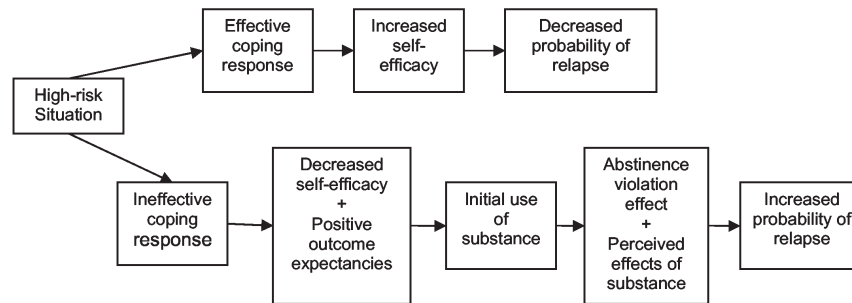 High-risk
Situation
Effective
coping
response
Increased
self-
efficacy
Decreased
probability of
relapse
Ineffective
coping
response
Decreased
self-efficacy
+
Positive
outcome
expectancies
Initial use
of
substance
Abstinence
violation
effect
+
Perceived
effects of
substance
Increased
probability of
relapse